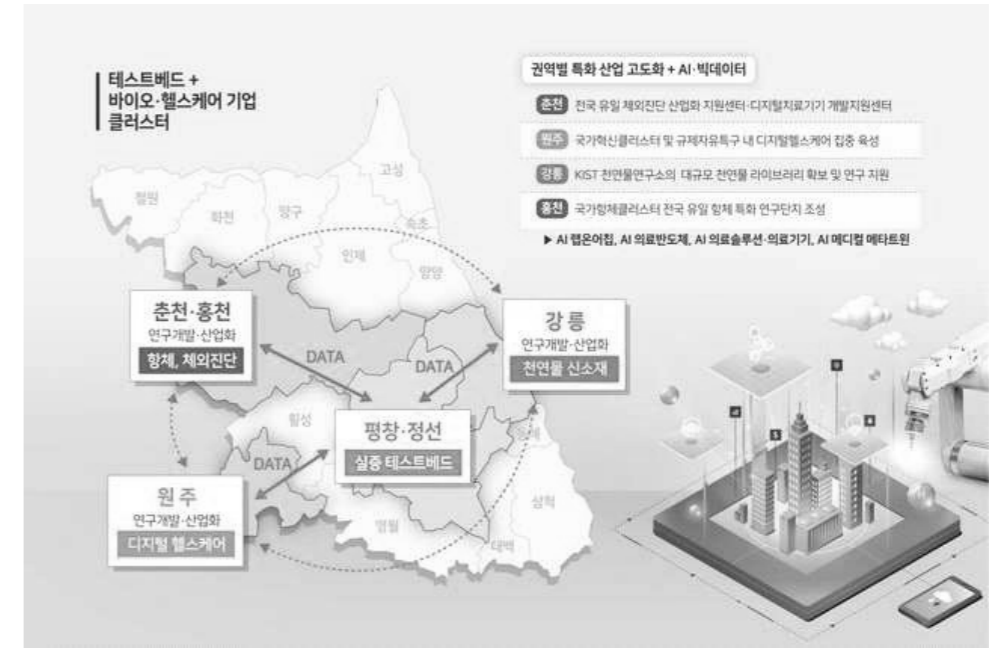 테스트베드 +
바이오·헬스케어 기업
클러스터
권역별 특화 산업 고도화 + AI·빅데이터
춘천 전국 유일 체외진단 산업화 지원센터·디지털치료기기 개발지원센터
원주 국가혁신클러스터 및 규제자유특구 내 디지털헬스케어 집중 육성
강릉 KIST 천연물연구소의 대규모 천연물 라이브러리 확보 및 연구 지원
홍천 국가항체클러스터 전국 유일 항체 특화 연구단지 조성
▶ AI 랩온어칩, AI 의료반도체, AI 의료솔루션·의료기기, AI 메디컬 메타트윈
고성
철원
화천
양구
속초
인제
양양
춘천·홍천
연구개발·산업화
항체, 체외진단
강릉
연구개발·산업화
천연물 신소재
DATA
DATA
횡성
평창·정선
실증 테스트베드
DATA
원주
연구개발·산업화
디지털 헬스케어
삼척
영월
태백